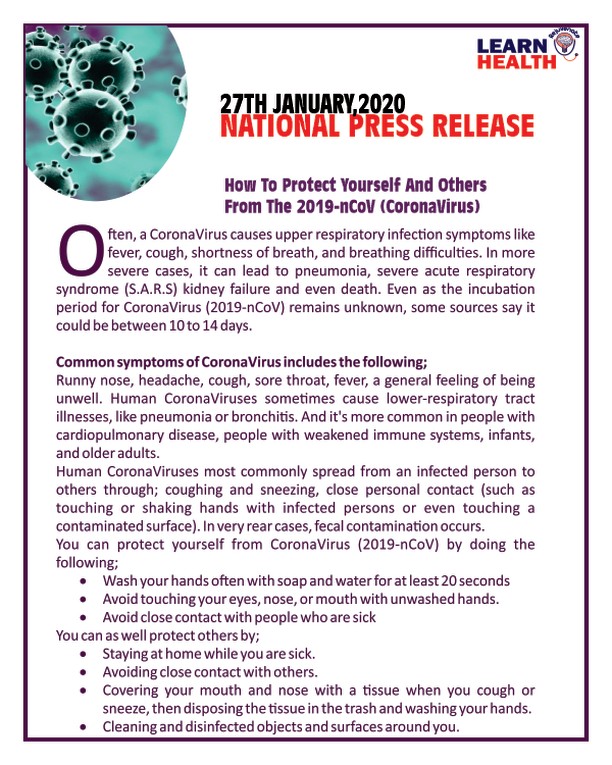 Rejuvenate
LEARN
HEALTH
27TH JANUARY,2020
NATIONAL PRESS RELEASE
How To Protect Yourself And Others
From The 2019-nCoV (CoronaVirus)
Often, a CoronaVirus causes upper respiratory infection symptoms like
fever, cough, shortness of breath, and breathing difficulties. In more
severe cases, it can lead to pneumonia, severe acute respiratory
syndrome (S.A.R.S) kidney failure and even death. Even as the incubation
period for CoronaVirus (2019-nCoV) remains unknown, some sources say it
could be between 10 to 14 days.
Common symptoms of CoronaVirus includes the following;
Runny nose, headache, cough, sore throat, fever, a general feeling of being
unwell. Human CoronaViruses sometimes cause lower-respiratory tract
illnesses, like pneumonia or bronchitis. And it's more common in people with
cardiopulmonary disease, people with weakened immune systems, infants,
and older adults.
Human CoronaViruses most commonly spread from an infected person to
others through; coughing and sneezing, close personal contact (such as
touching or shaking hands with infected persons or even touching a
contaminated surface). In very rear cases, fecal contamination occurs.
You can protect yourself from CoronaVirus (2019-nCoV) by doing the
following;
• Wash your hands often with soap and water for at least 20 seconds
• Avoid touching your eyes, nose, or mouth with unwashed hands.
• Avoid close contact with people who are sick
You can as well protect others by;
• Staying at home while you are sick.
• Avoiding close contact with others.
• Covering your mouth and nose with a tissue when you cough or
sneeze, then disposing the tissue in the trash and washing your hands.
• Cleaning and disinfected objects and surfaces around you.